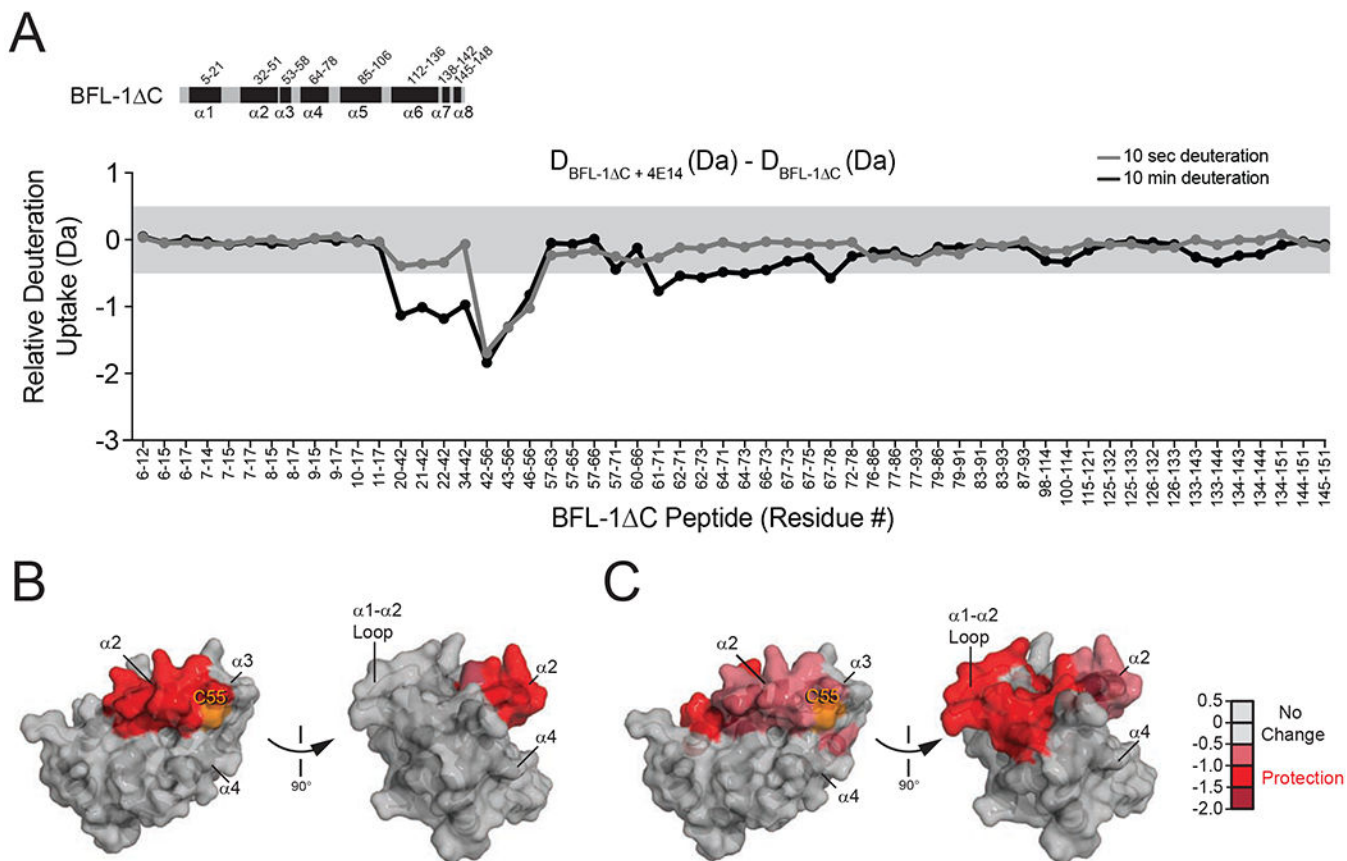 A
5-21
32-51
53-58
64-78
85-106
112-136
138-142
145-148
BFL-1ΔC
α1
α2
α3
α4
α5
α6
α7
α8
D BFL-1ΔC + 4E14 (Da) - D BFL-1ΔC (Da)
10 sec deuteration
10 min deuteration
Relative Deuteration
Uptake (Da)
1
0
-1
-2
-3
6-12
6-15
6-17
7-14
7-15
7-17
8-15
8-17
9-15
9-17
10-17
11-17
20-42
21-42
22-42
34-42
42-56
43-56
46-56
57-63
57-65
57-66
57-71
60-66
61-71
62-71
62-73
64-71
64-73
66-73
67-73
67-75
67-78
72-78
76-86
77-86
77-93
79-86
79-91
83-91
83-93
87-93
98-114
100-114
115-121
125-132
125-133
126-132
126-133
133-143
133-144
134-143
134-144
134-151
144-151
145-151
BFL-1ΔC Peptide (Residue #)
B
α2
α3
C55
α4
90°
α1-α2
Loop
α2
α4
C
α2
α3
C55
α4
90°
α1-α2
Loop
α2
α4
0.5
0
-0.5
-1.0
-1.5
-2.0
No
Change
Protection